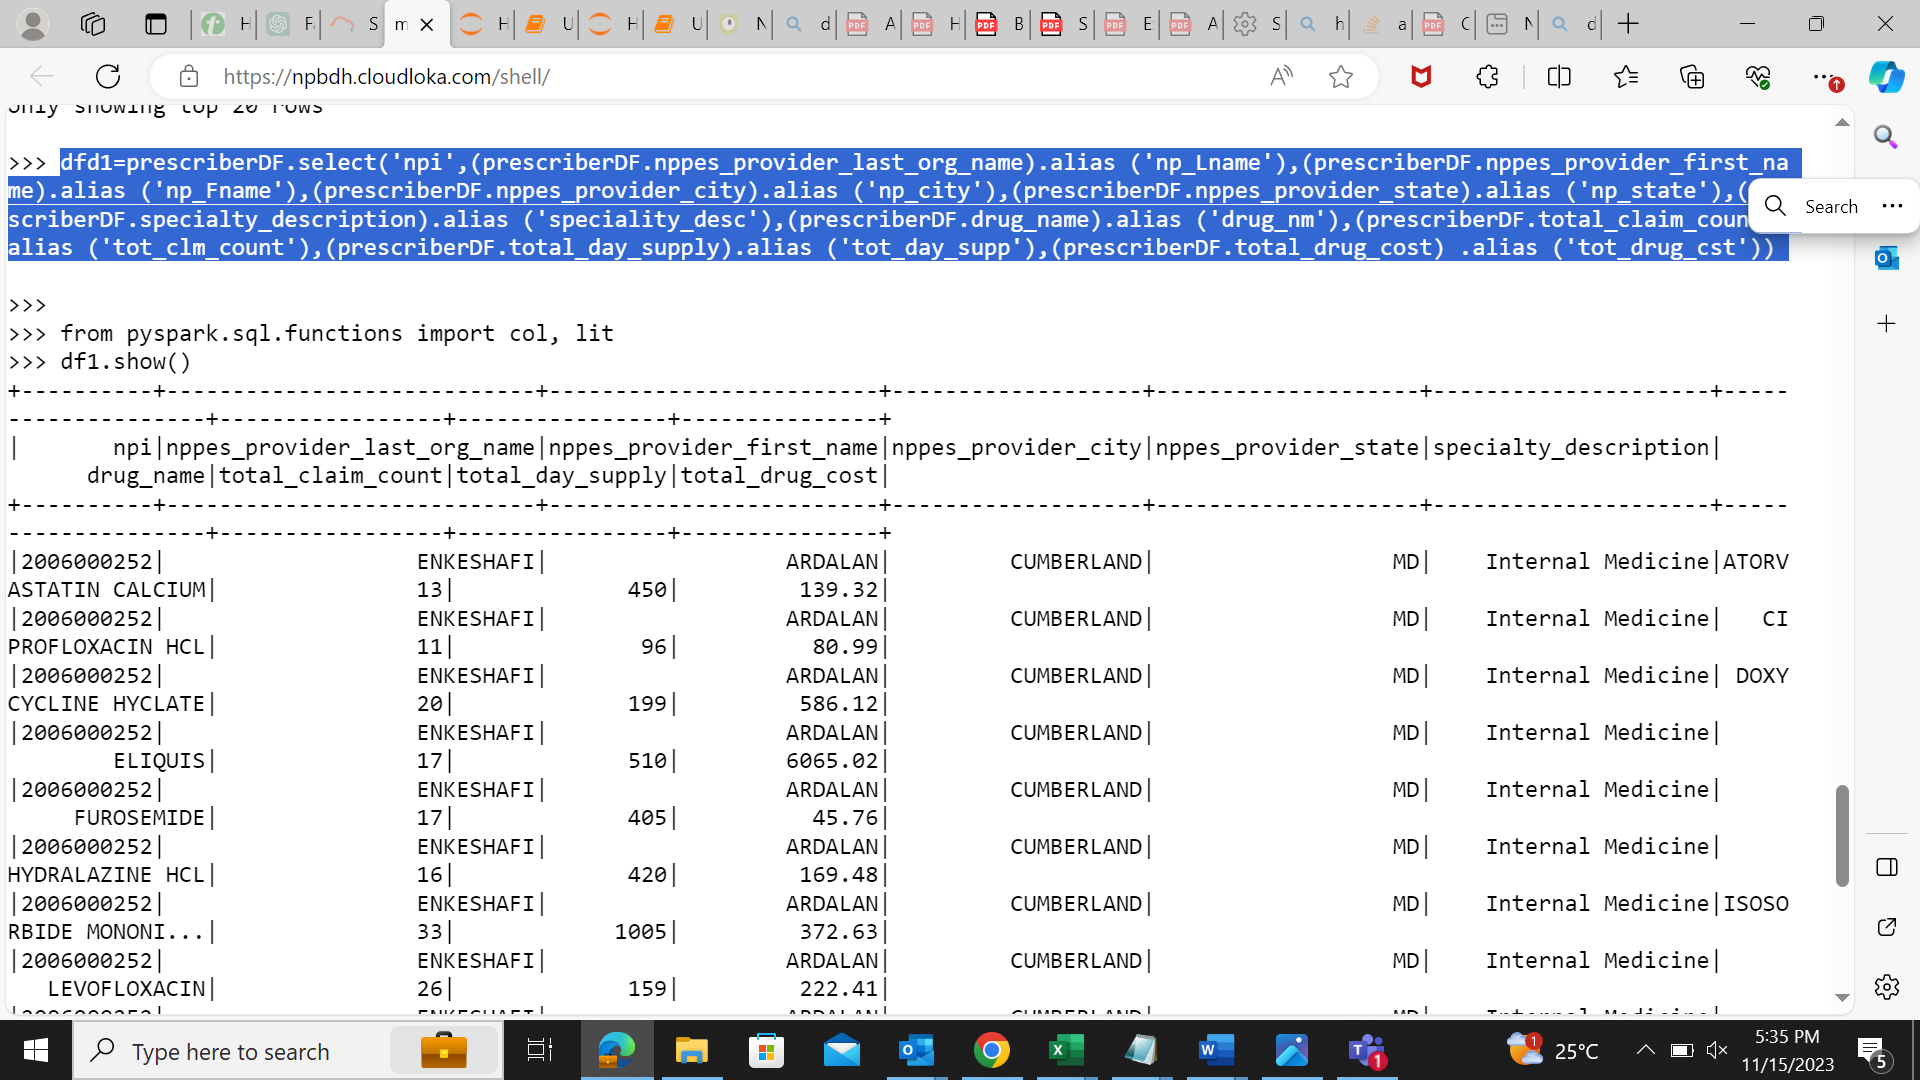 https://npbdh.cloudloka.com/shell/
only showing top 20 rows
>>> dfd1=prescriberDF.select('npi',(prescriberDF.nppes_provider_last_org_name).alias ('np_Lname'),(prescriberDF.nppes_provider_first_na
me).alias ('np_Fname'),(prescriberDF.nppes_provider_city).alias ('np_city'),(prescriberDF.nppes_provider_state).alias ('np_state'),(
scriberDF.specialty_description).alias ('speciality_desc'),(prescriberDF.drug_name).alias ('drug_nm'),(prescriberDF.total_claim_coun
alias ('tot_clm_count'),(prescriberDF.total_day_supply).alias ('tot_day_supp'),(prescriberDF.total_drug_cost) .alias ('tot_drug_cst'))
Search
>>>
>>> from pyspark.sql.functions import col, lit
>>> df1.show()
+----------+----------------------------+-------------------------+-------------------+--------------------+---------------------+-----
---------------+-----------------+----------------+---------------+
| npi|nppes_provider_last_org_name|nppes_provider_first_name|nppes_provider_city|nppes_provider_state|specialty_description|
drug_name|total_claim_count|total_day_supply|total_drug_cost|
+----------+----------------------------+-------------------------+-------------------+--------------------+---------------------+-----
---------------+-----------------+----------------+---------------+
|2006000252| ENKESHAFI| ARDALAN| CUMBERLAND| MD| Internal Medicine|ATORV
ASTATIN CALCIUM| 13| 450| 139.32|
|2006000252| ENKESHAFI| ARDALAN| CUMBERLAND| MD| Internal Medicine| CI
PROFLOXACIN HCL| 11| 96| 80.99|
|2006000252| ENKESHAFI| ARDALAN| CUMBERLAND| MD| Internal Medicine| DOXY
CYCLINE HYCLATE| 20| 199| 586.12|
|2006000252| ENKESHAFI| ARDALAN| CUMBERLAND| MD| Internal Medicine|
ELIQUIS| 17| 510| 6065.02|
|2006000252| ENKESHAFI| ARDALAN| CUMBERLAND| MD| Internal Medicine|
FUROSEMIDE| 17| 405| 45.76|
|2006000252| ENKESHAFI| ARDALAN| CUMBERLAND| MD| Internal Medicine|
HYDRALAZINE HCL| 16| 420| 169.48|
|2006000252| ENKESHAFI| ARDALAN| CUMBERLAND| MD| Internal Medicine|ISOSO
RBIDE MONONI...| 33| 1005| 372.63|
|2006000252| ENKESHAFI| ARDALAN| CUMBERLAND| MD| Internal Medicine|
LEVOFLOXACIN| 26| 159| 222.41|
Type here to search
25°C
5:35 PM
11/15/2023
5